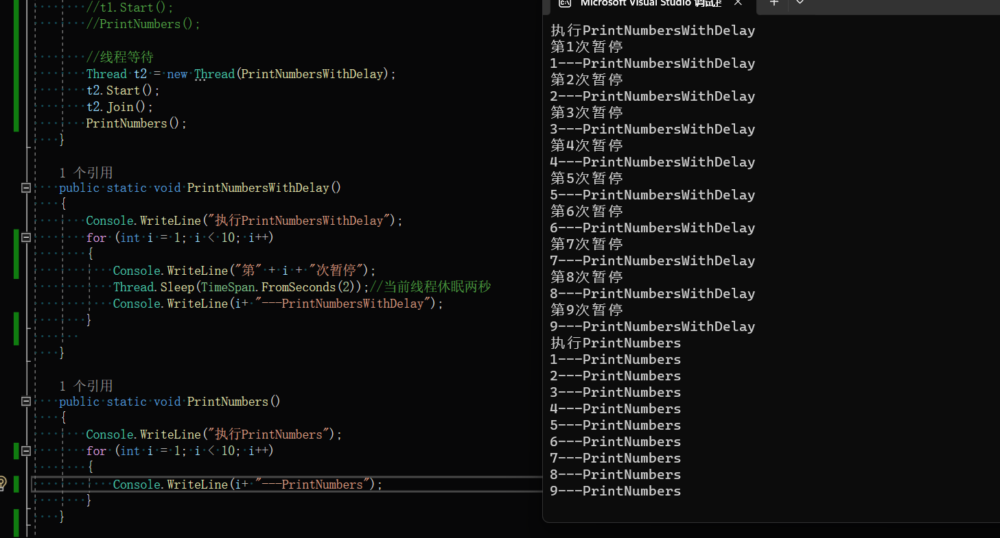 //t1.Start();
//PrintNumbers();
//线程等待
Thread t2 = new Thread(PrintNumbersWithDelay);
t2.Start();
t2.Join();
PrintNumbers();
}
1 个引用
public static void PrintNumbersWithDelay()
{
Console.WriteLine("执行PrintNumbersWithDelay");
for (int i = 1; i < 10; i++)
{
Console.WriteLine("第" + i + "次暂停");
Thread.Sleep(TimeSpan.FromSeconds(2));//当前线程休眠两秒
Console.WriteLine(i+ "---PrintNumbersWithDelay");
}
}
1 个引用
public static void PrintNumbers()
{
Console.WriteLine("执行PrintNumbers");
for (int i = 1; i < 10; i++)
{
Console.WriteLine(i+ "---PrintNumbers");
}
}
Microsoft Visual Studio 调试
执行PrintNumbersWithDelay
第1次暂停
1---PrintNumbersWithDelay
第2次暂停
2---PrintNumbersWithDelay
第3次暂停
3---PrintNumbersWithDelay
第4次暂停
4---PrintNumbersWithDelay
第5次暂停
5---PrintNumbersWithDelay
第6次暂停
6---PrintNumbersWithDelay
第7次暂停
7---PrintNumbersWithDelay
第8次暂停
8---PrintNumbersWithDelay
第9次暂停
9---PrintNumbersWithDelay
执行PrintNumbers
1---PrintNumbers
2---PrintNumbers
3---PrintNumbers
4---PrintNumbers
5---PrintNumbers
6---PrintNumbers
7---PrintNumbers
8---PrintNumbers
9---PrintNumbers